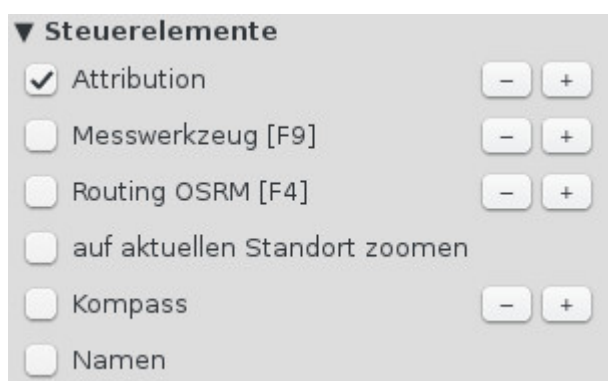 ▼ Steuerelemente
Attribution - +
Messwerkzeug [F9] - +
Routing OSRM [F4] - +
auf aktuellen Standort zoomen
Kompass - +
Namen